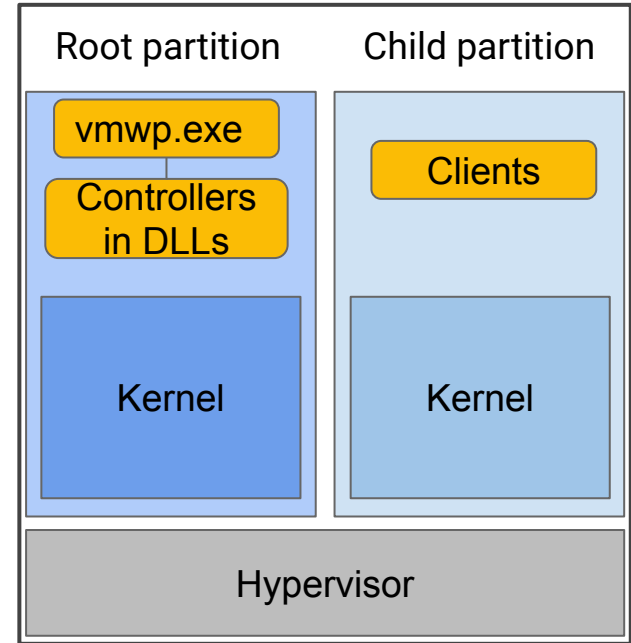 Root partition
Child partition
vmwp.exe
Controllers
in DLLs
Clients
Kernel
Kernel
Hypervisor